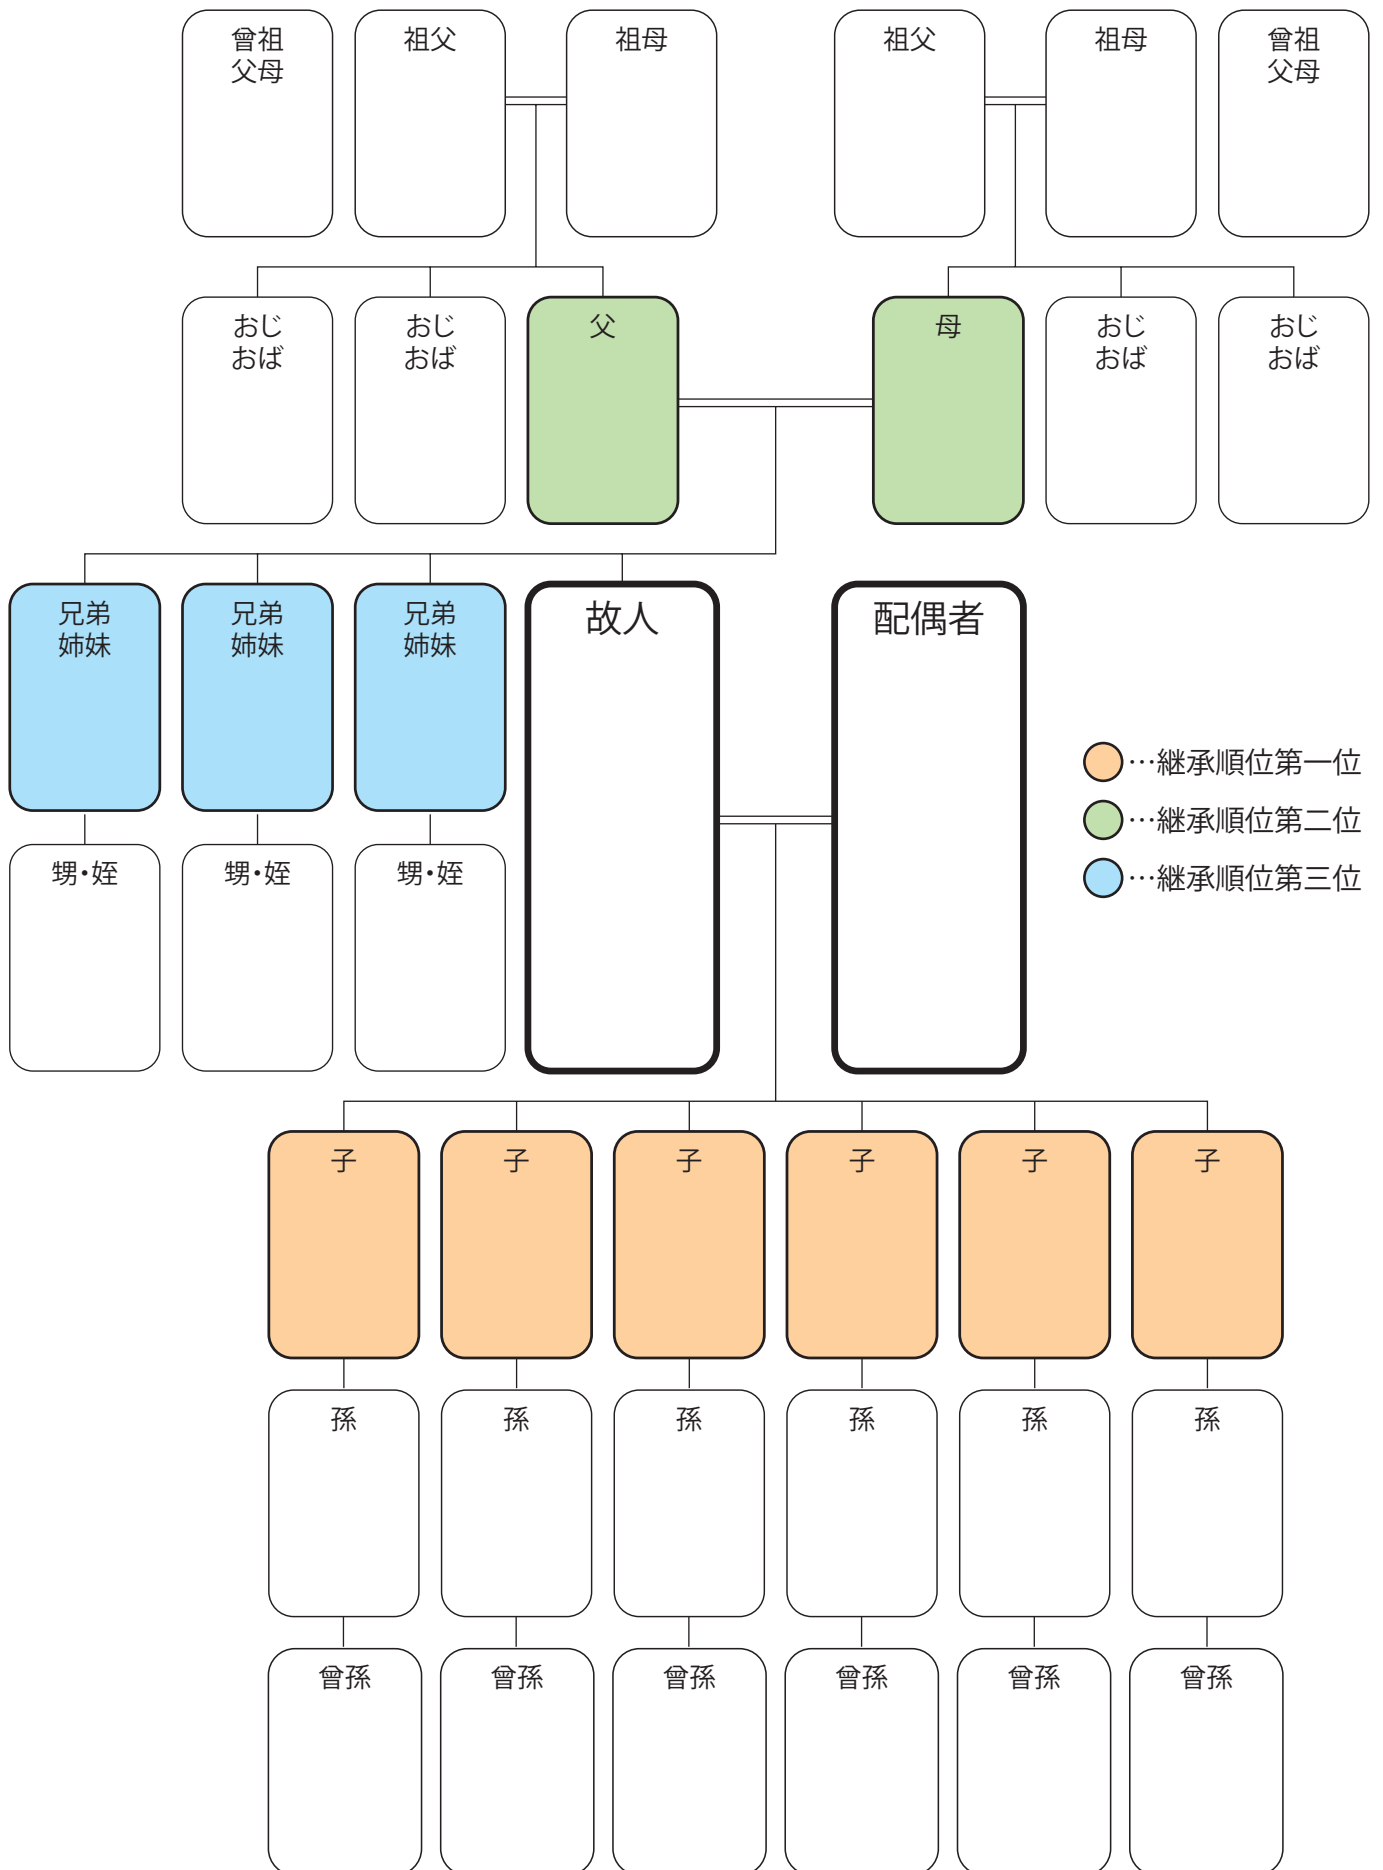 曾祖
父母
祖父
祖母
祖父
祖母
曾祖
父母
おじ
おば
おじ
おば
父
母
おじ
おば
おじ
おば
兄弟
姉妹
兄弟
姉妹
兄弟
姉妹
故人
配偶者
…継承順位第一位
…継承順位第二位
…継承順位第三位
甥・姪
甥・姪
甥・姪
子
子
子
子
子
子
孫
孫
孫
孫
孫
孫
曾孫
曾孫
曾孫
曾孫
曾孫
曾孫